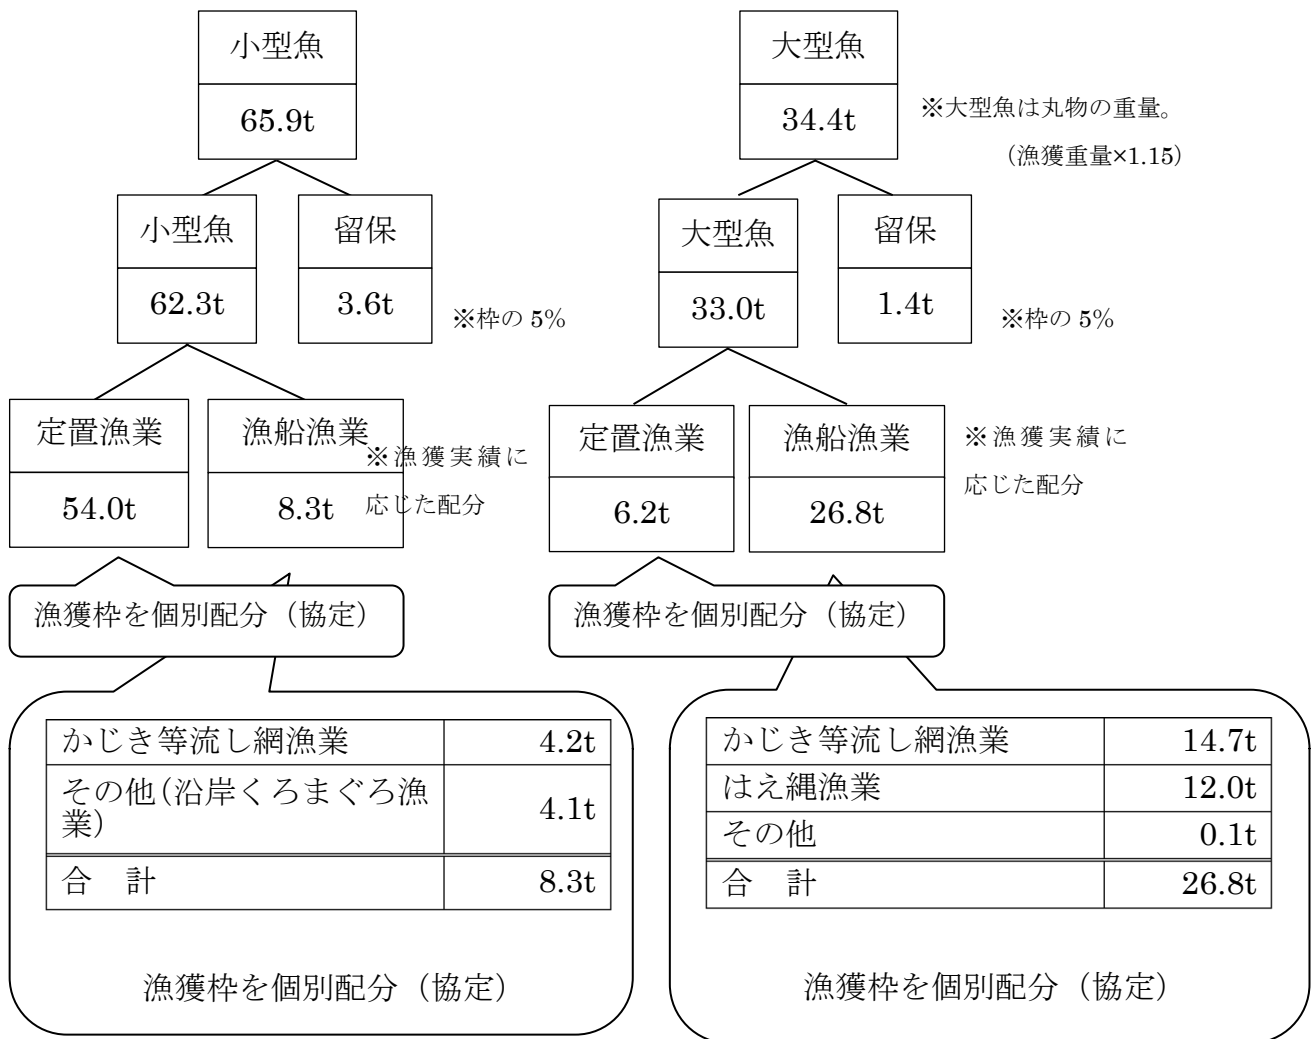 小型魚
65.9t
小型魚
62.3t
留保
3.6t
※枠の 5%
定置漁業
54.0t
漁船漁業
8.3t
※漁獲実績に
応じた配分
漁獲枠を個別配分（協定）
かじき等流し網漁業 4.2t
その他（沿岸くろまぐろ漁
業） 4.1t
合　計 8.3t
漁獲枠を個別配分（協定）
大型魚
34.4t
※大型魚は丸物の重量。
（漁獲重量×1.15）
大型魚
33.0t
留保
1.4t
※枠の 5%
定置漁業
6.2t
漁船漁業
26.8t
※漁獲実績に
応じた配分
漁獲枠を個別配分（協定）
かじき等流し網漁業 14.7t
はえ縄漁業 12.0t
その他 0.1t
合　計 26.8t
漁獲枠を個別配分（協定）